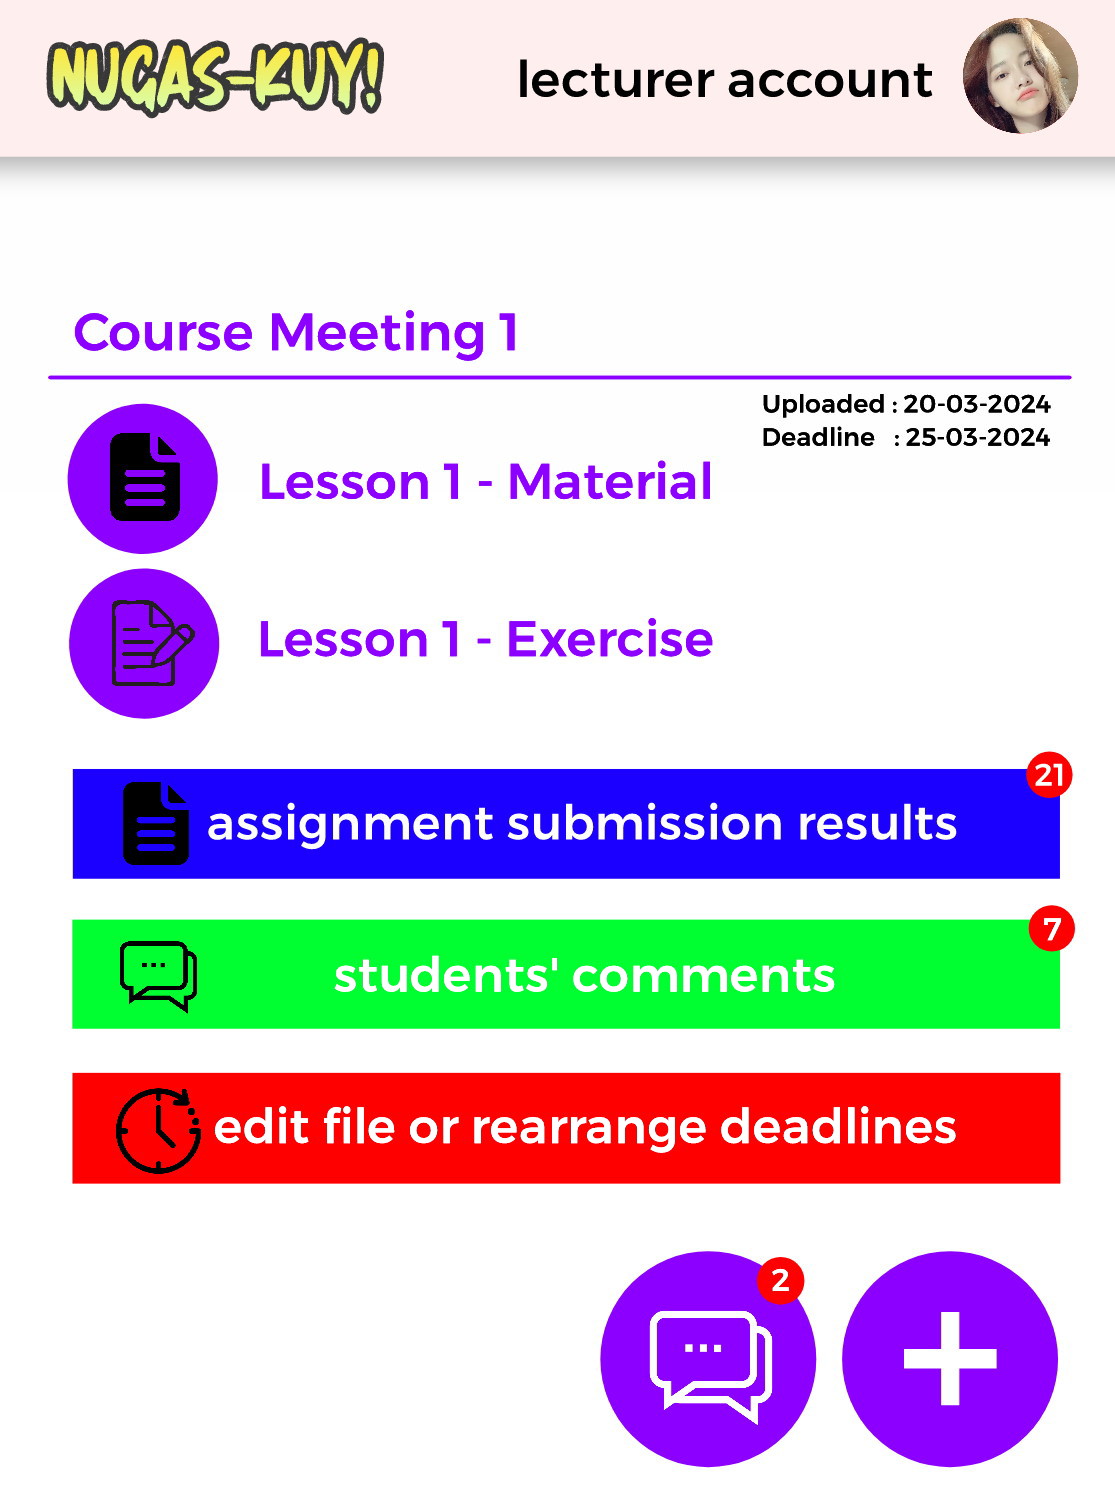 NUGAS-KUY!
lecturer account
Course Meeting 1
Uploaded : 20-03-2024
Deadline : 25-03-2024
Lesson 1 - Material
Lesson 1 - Exercise
21
assignment submission results
7
students' comments
edit file or rearrange deadlines
2